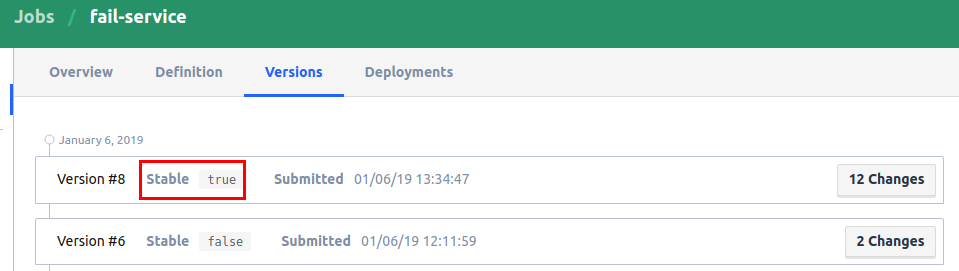 Jobs / fail-service
Overview Definition Versions Deployments
January 6, 2019
Version #8 Stable true Submitted 01/06/19 13:34:47 12 Changes
Version #6 Stable false Submitted 01/06/19 12:11:59 2 Changes